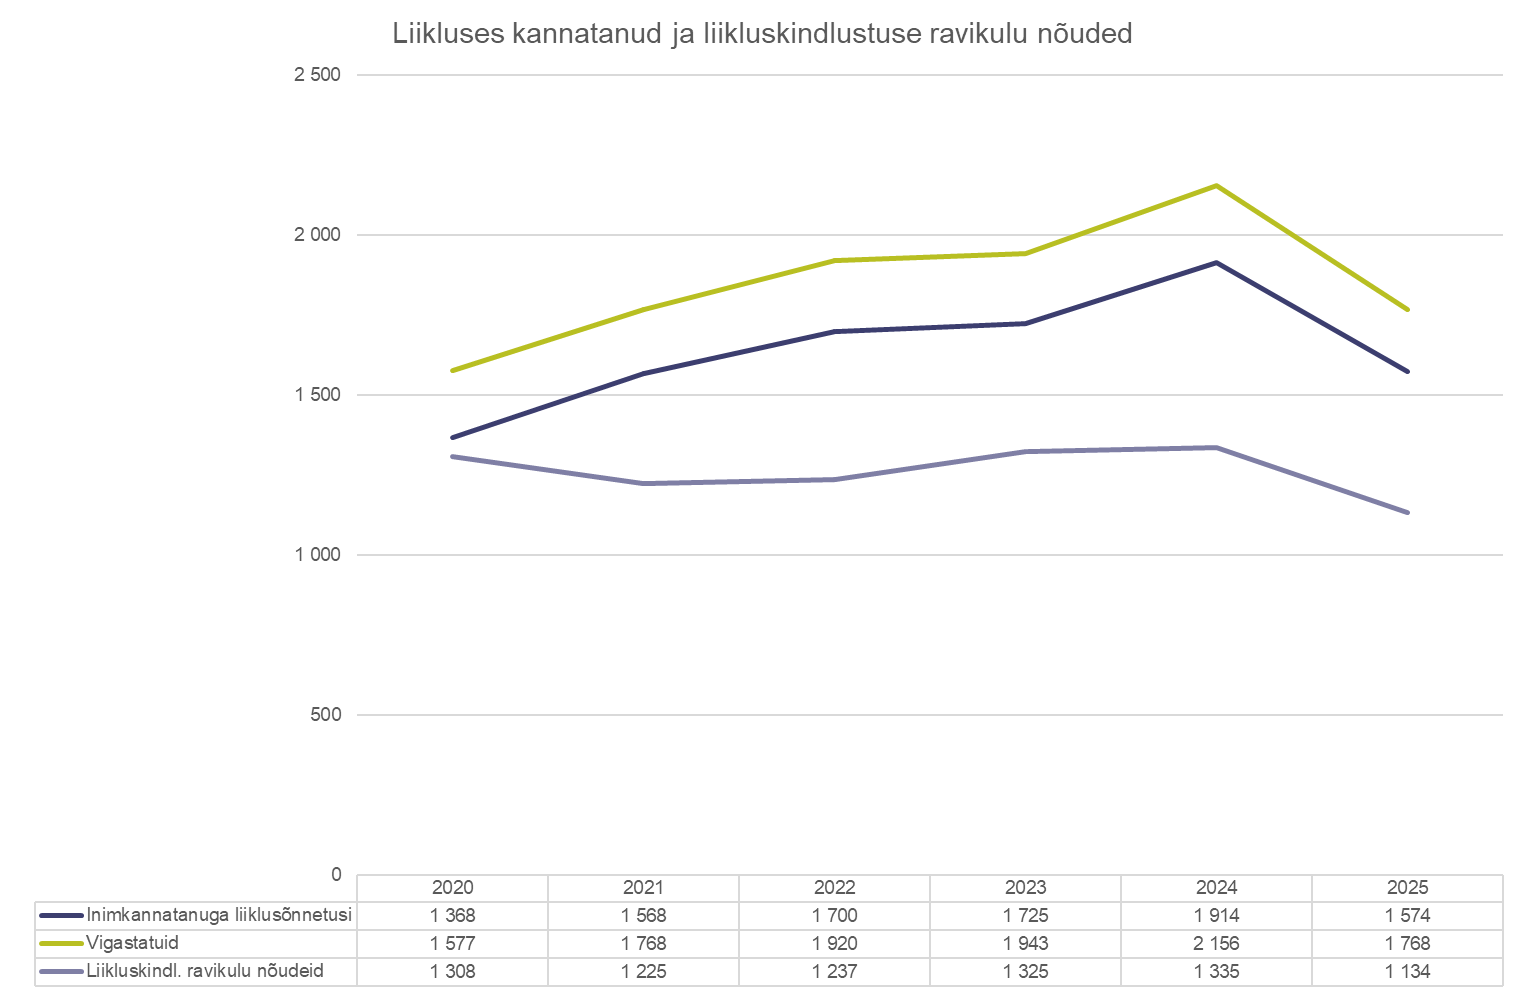 Liikluses kannatanud ja liikluskindlustuse ravikulu nõuded
2 500
2 000
1 500
1 000
500
0
2020 2021 2022 2023 2024 2025
Inimkannatanuga liiklusõnnetusi 1 368 1 568 1 700 1 725 1 914 1 574
Vigastatuid 1 577 1 768 1 920 1 943 2 156 1 768
Liikluskindl. ravikulu nõudeid 1 308 1 225 1 237 1 325 1 335 1 134